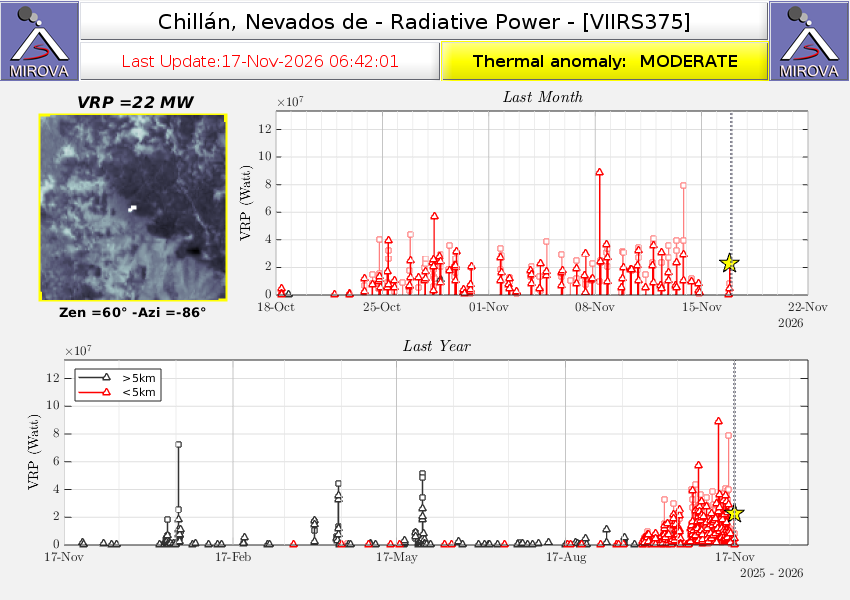 MIROVA
Chillán, Nevados de - Radiative Power - [VIIRS375]
MIROVA
Last Update:17-Nov-2026 06:42:01
Thermal anomaly: MODERATE
VRP =22 MW
Zen =60° -Azi =-86°
Last Month
×10⁷
VRP (Watt)
12
10
8
6
4
2
0
18-Oct 25-Oct 01-Nov 08-Nov 15-Nov 22-Nov
2026
Last Year
×10⁷
VRP (Watt)
12
10
8
6
4
2
0
>5km
<5km
17-Nov 17-Feb 17-May 17-Aug 17-Nov
2025 - 2026